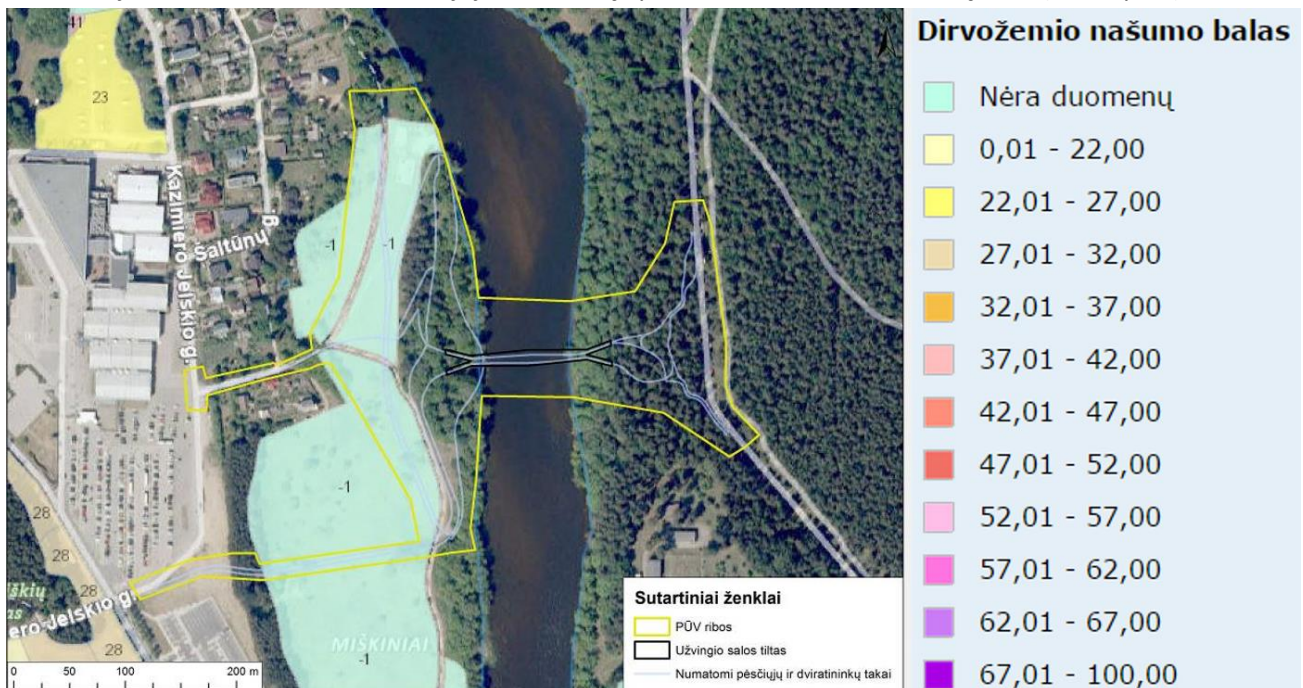 41
23
Kazimiero Jelskio g.
Šaltūnų g.
-1
-1
-1
28
28
28
28
ero Jelskio g.
MIŠKINIAI
-1
0 50 100 200 m
Sutartiniai ženklai
PŪV ribos
Užvingio salos tiltas
Numatomi pėsčiųjų ir dviratininkų takai
Dirvožemio našumo balas
Nėra duomenų
0,01 - 22,00
22,01 - 27,00
27,01 - 32,00
32,01 - 37,00
37,01 - 42,00
42,01 - 47,00
47,01 - 52,00
52,01 - 57,00
57,01 - 62,00
62,01 - 67,00
67,01 - 100,00